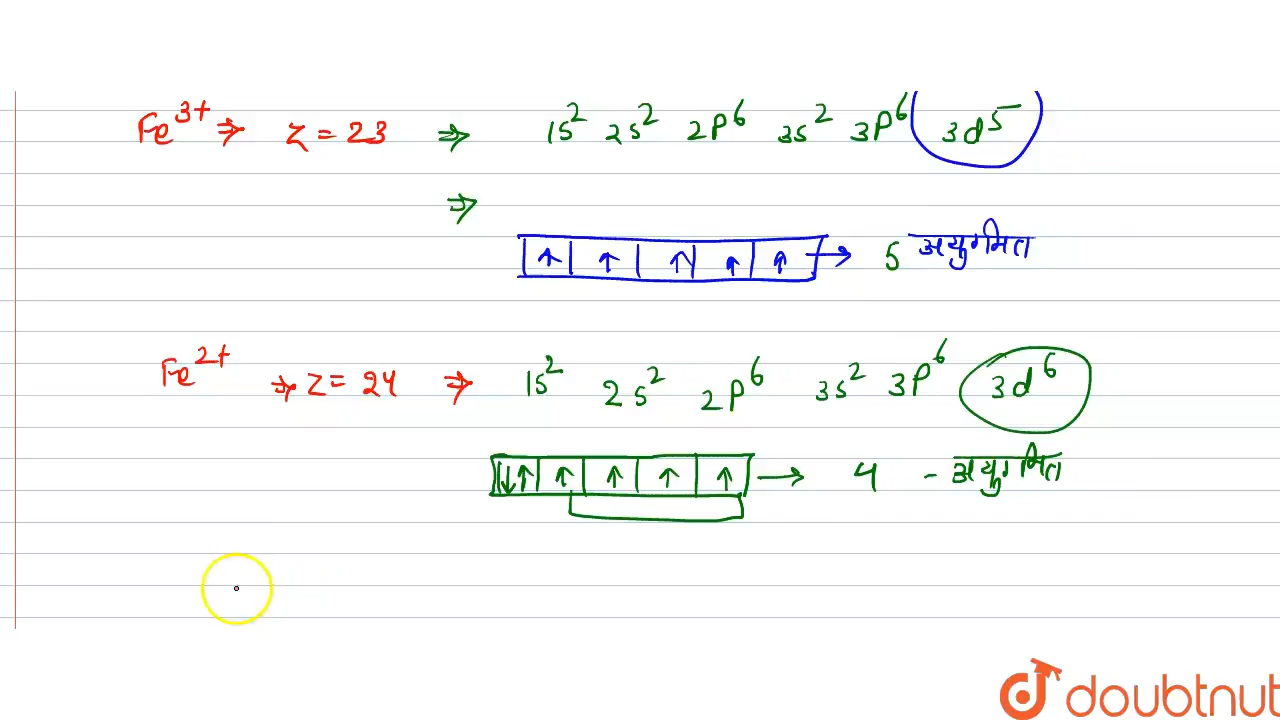 Fe³⁺ ⇒ Z = 23 ⇒ 1s² 2s² 2p⁶ 3s² 3p⁶ 3d⁵
⇒
↑ ↑ ↑ ↑ ↑ → 5 अयुग्मित
Fe²⁺ ⇒ Z = 24 ⇒ 1s² 2s² 2p⁶ 3s² 3p⁶ 3d⁶
↓↑ ↑ ↑ ↑ ↑ → 4 - अयुग्मित
doubtnut